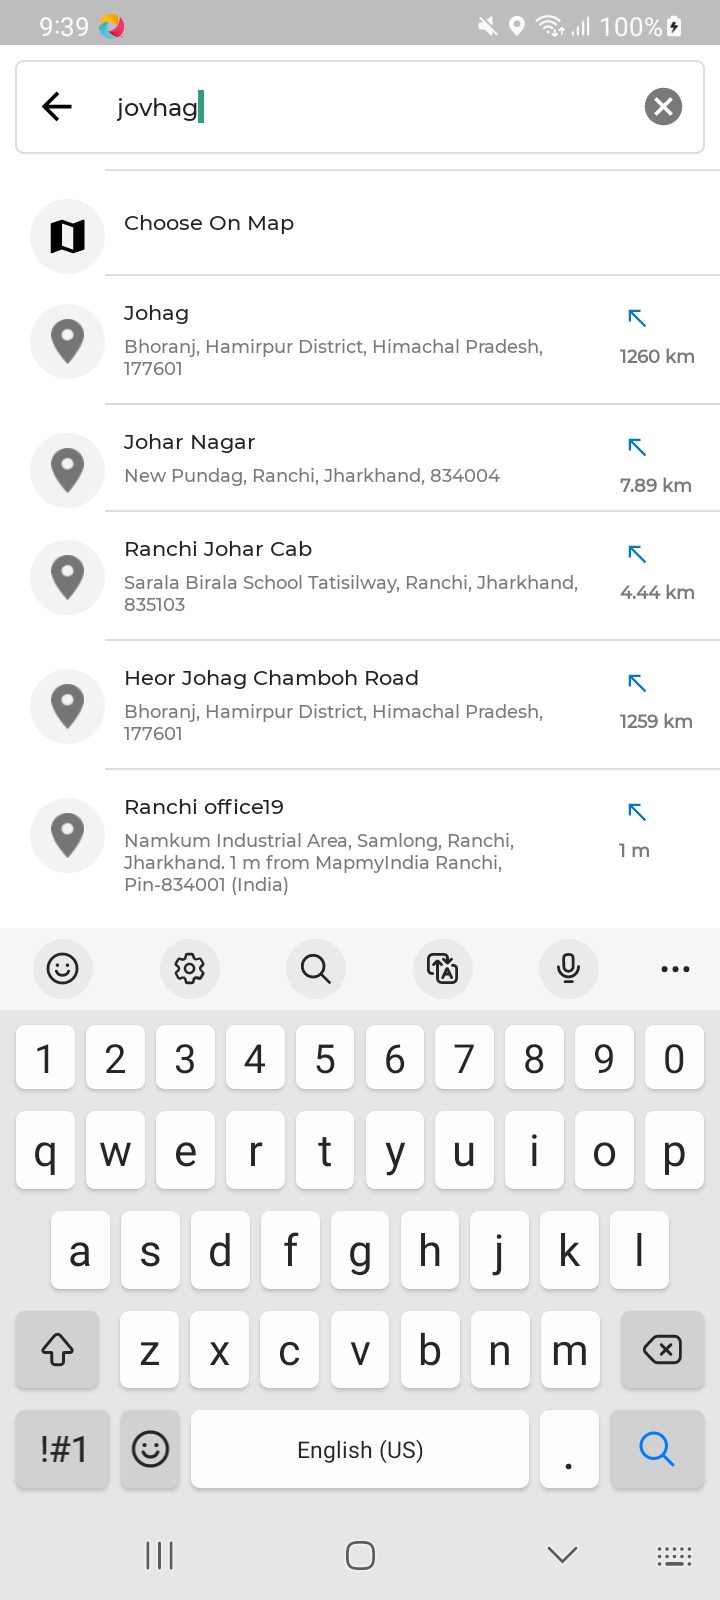 9:39
100%
jovhag
Choose On Map
Johag
Bhoranj, Hamirpur District, Himachal Pradesh,
177601
1260 km
Johar Nagar
New Pundag, Ranchi, Jharkhand, 834004
7.89 km
Ranchi Johar Cab
Sarala Birala School Tatisilway, Ranchi, Jharkhand,
835103
4.44 km
Heor Johag Chamboh Road
Bhoranj, Hamirpur District, Himachal Pradesh,
177601
1259 km
Ranchi office19
Namkum Industrial Area, Samlong, Ranchi,
Jharkhand. 1 m from MapmyIndia Ranchi,
Pin-834001 (India)
1 m
1 2 3 4 5 6 7 8 9 0
q w e r t y u i o p
a s d f g h j k l
z x c v b n m
!#1 English (US) .